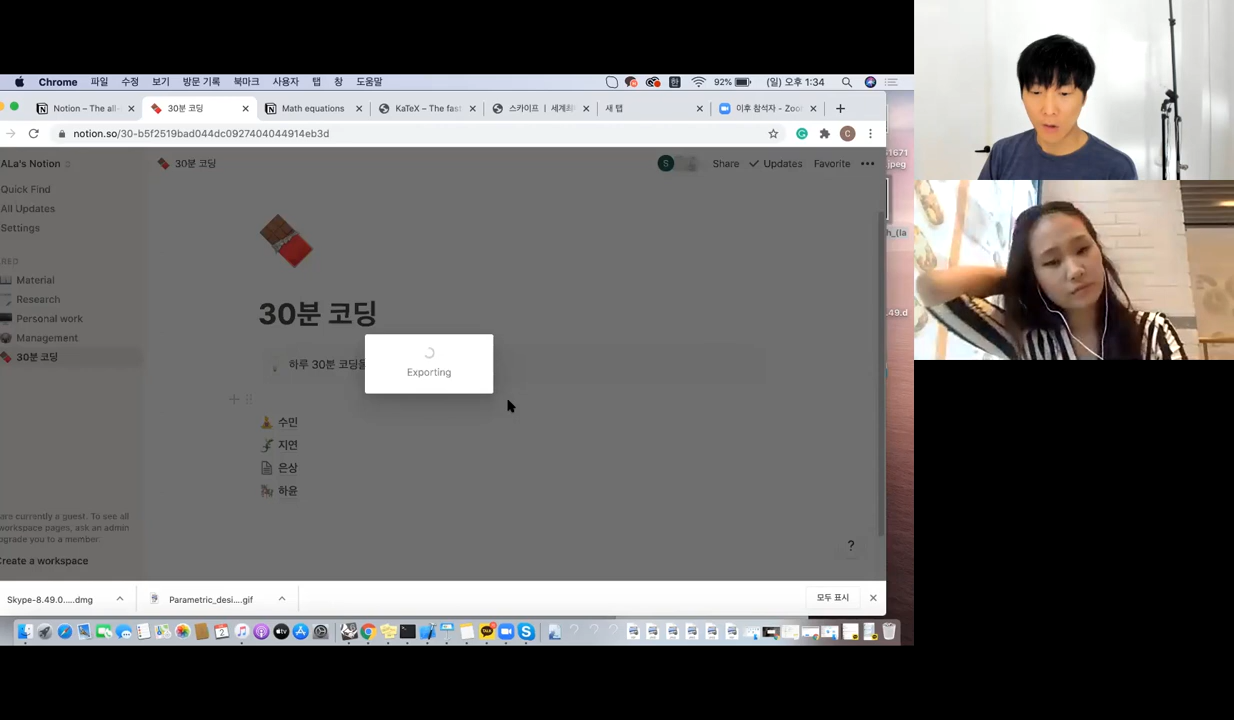 Chrome 파일 수정 보기 방문 기록 북마크 사용자 탭 창 도움말 92% (일) 오후 1:34
Notion – The all- 30분 코딩 Math equations KaTeX – The fas 스카이프 | 세계최 새 탭 이후 참석자 - Zoo
notion.so/30-b5f2519bad044dc0927404044914eb3d
ALa's Notion
30분 코딩
S
Share
Updates
Favorite
Quick Find
All Updates
Settings
Material
Research
Personal work
Management
30분 코딩
are currently a guest. To see all
workspace pages, ask an admin
pgrade you to a member.
Create a workspace
30분 코딩
하루 30분 코딩을
Exporting
수민
지연
은상
하윤
?
Skype-8.49.0.....dmg
Parametric_desi....gif
모두 표시
jpeg
h_(la
.49.d